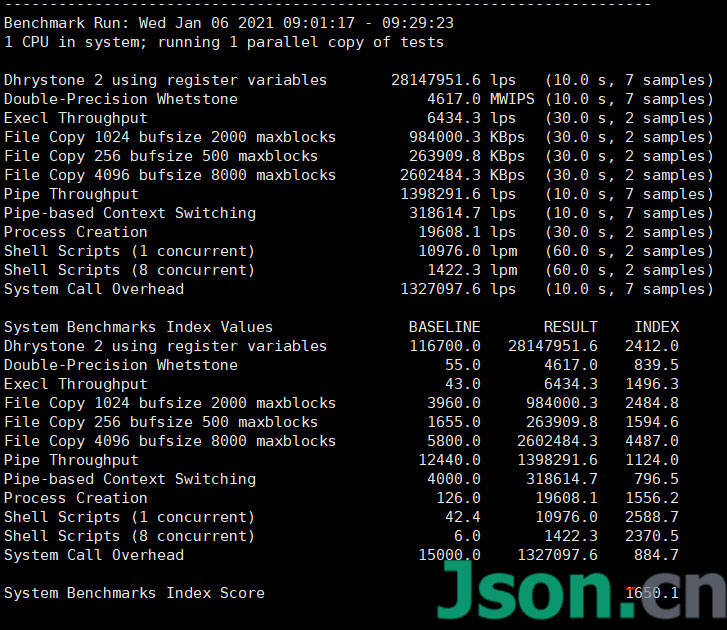 Benchmark Run: Wed Jan 06 2021 09:01:17 - 09:29:23
1 CPU in system; running 1 parallel copy of tests
Dhrystone 2 using register variables 28147951.6 lps (10.0 s, 7 samples)
Double-Precision Whetstone 4617.0 MWIPS (10.0 s, 7 samples)
Execl Throughput 6434.3 lps (30.0 s, 2 samples)
File Copy 1024 bufsize 2000 maxblocks 984000.3 KBps (30.0 s, 2 samples)
File Copy 256 bufsize 500 maxblocks 263909.8 KBps (30.0 s, 2 samples)
File Copy 4096 bufsize 8000 maxblocks 2602484.3 KBps (30.0 s, 2 samples)
Pipe Throughput 1398291.6 lps (10.0 s, 7 samples)
Pipe-based Context Switching 318614.7 lps (10.0 s, 7 samples)
Process Creation 19608.1 lps (30.0 s, 2 samples)
Shell Scripts (1 concurrent) 10976.0 lpm (60.0 s, 2 samples)
Shell Scripts (8 concurrent) 1422.3 lpm (60.0 s, 2 samples)
System Call Overhead 1327097.6 lps (10.0 s, 7 samples)
System Benchmarks Index Values BASELINE RESULT INDEX
Dhrystone 2 using register variables 116700.0 28147951.6 2412.0
Double-Precision Whetstone 55.0 4617.0 839.5
Execl Throughput 43.0 6434.3 1496.3
File Copy 1024 bufsize 2000 maxblocks 3960.0 984000.3 2484.8
File Copy 256 bufsize 500 maxblocks 1655.0 263909.8 1594.6
File Copy 4096 bufsize 8000 maxblocks 5800.0 2602484.3 4487.0
Pipe Throughput 12440.0 1398291.6 1124.0
Pipe-based Context Switching 4000.0 318614.7 796.5
Process Creation 126.0 19608.1 1556.2
Shell Scripts (1 concurrent) 42.4 10976.0 2588.7
Shell Scripts (8 concurrent) 6.0 1422.3 2370.5
System Call Overhead 15000.0 1327097.6 884.7
System Benchmarks Index Score 1650.1
Json.cn